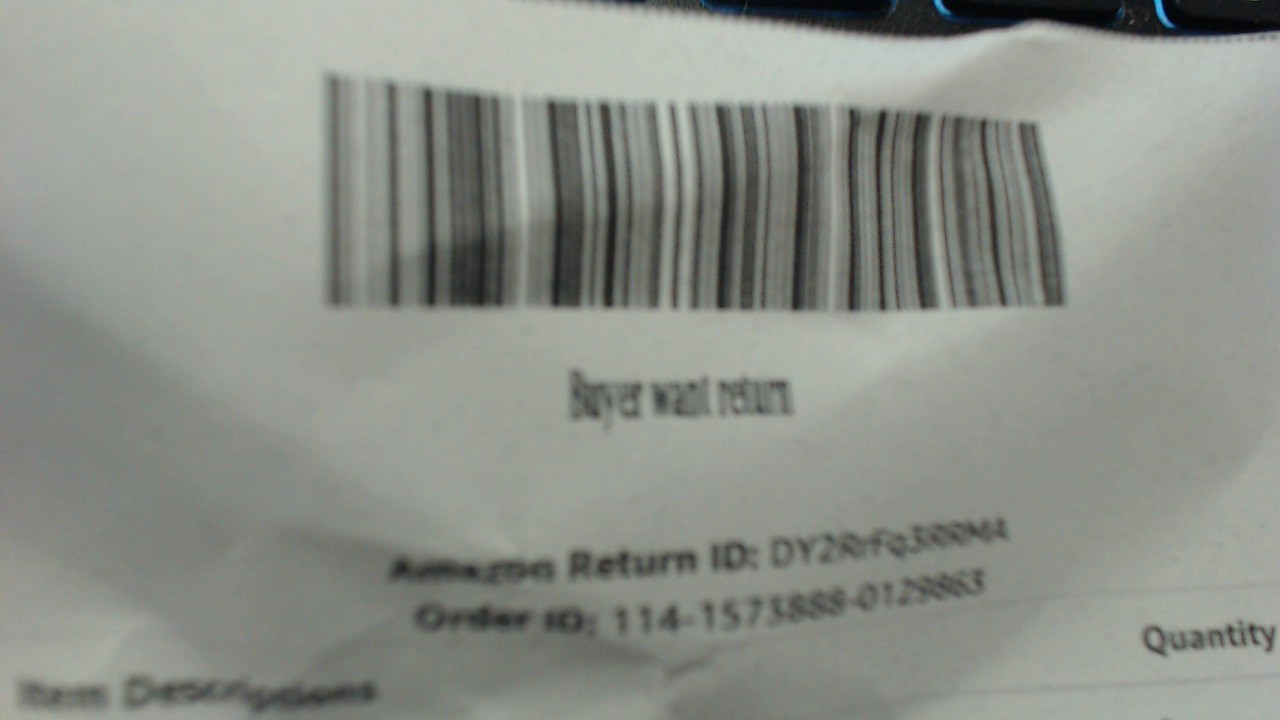 Buyer want return
Amazon Return ID: DY2RrFq3RRMA
Order ID: 114-1573888-0129863
Quantity
Item Descriptions